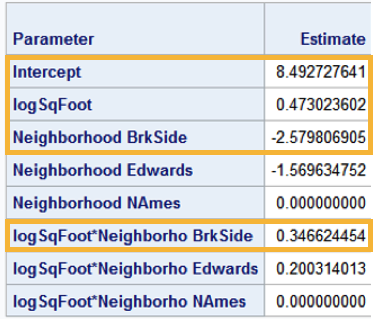 Parameter Estimate
Intercept 8.492727641
logSqFoot 0.473023602
Neighborhood BrkSide -2.579806905
Neighborhood Edwards -1.569634752
Neighborhood NAmes 0.000000000
logSqFoot*Neighborho BrkSide 0.346624454
logSqFoot*Neighborho Edwards 0.200314013
logSqFoot*Neighborho NAmes 0.000000000